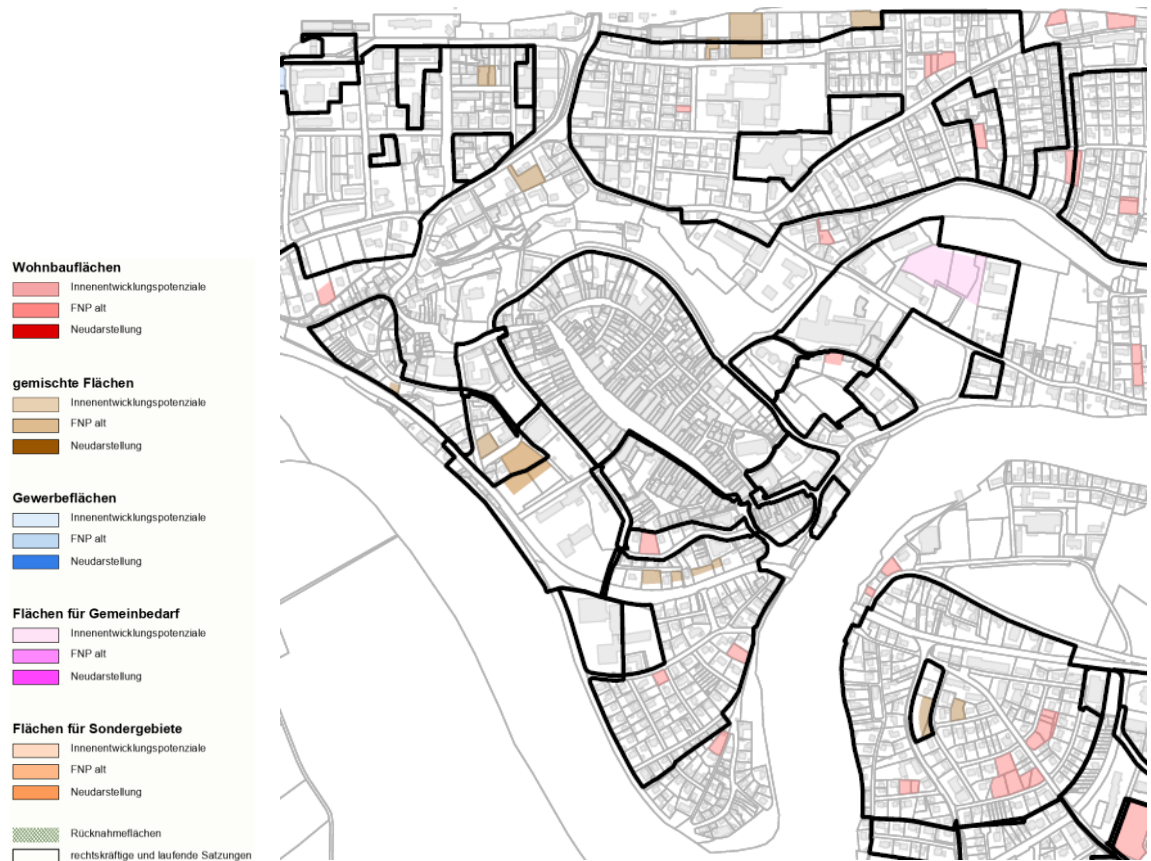 Wohnbauflächen
Innenentwicklungspotenziale
FNP alt
Neudarstellung
gemischte Flächen
Innenentwicklungspotenziale
FNP alt
Neudarstellung
Gewerbeflächen
Innenentwicklungspotenziale
FNP alt
Neudarstellung
Flächen für Gemeinbedarf
Innenentwicklungspotenziale
FNP alt
Neudarstellung
Flächen für Sondergebiete
Innenentwicklungspotenziale
FNP alt
Neudarstellung
Rücknahmeflächen
rechtskräftige und laufende Satzungen